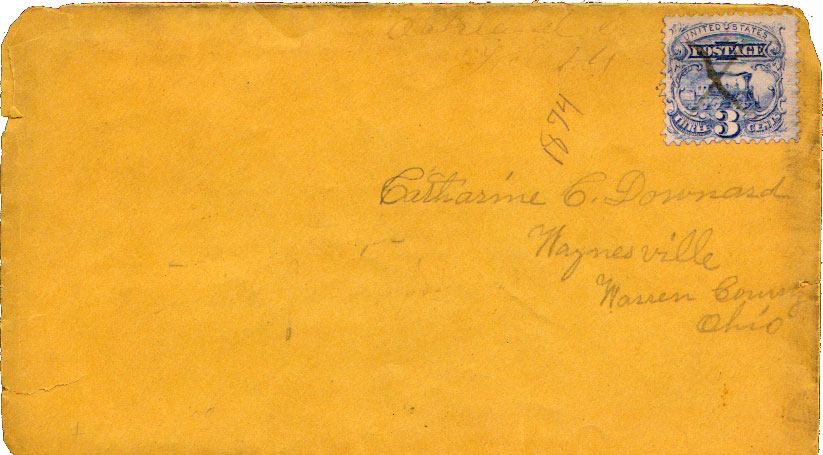 UNITED STATES
POSTAGE
THREE 3 CENTS
1874
Catharine C. Downard
Waynesville
Warren County
Ohio